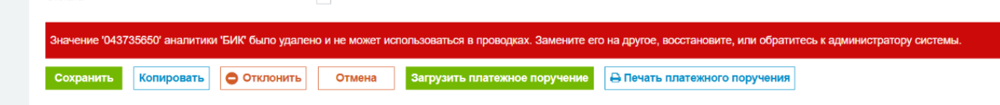 Значение '043735650' аналитики 'БИК' было удалено и не может использоваться в проводках. Замените его на другое, восстановите, или обратитесь к администратору системы.
Сохранить Копировать Отклонить Отмена Загрузить платежное поручение Печать платежного поручения